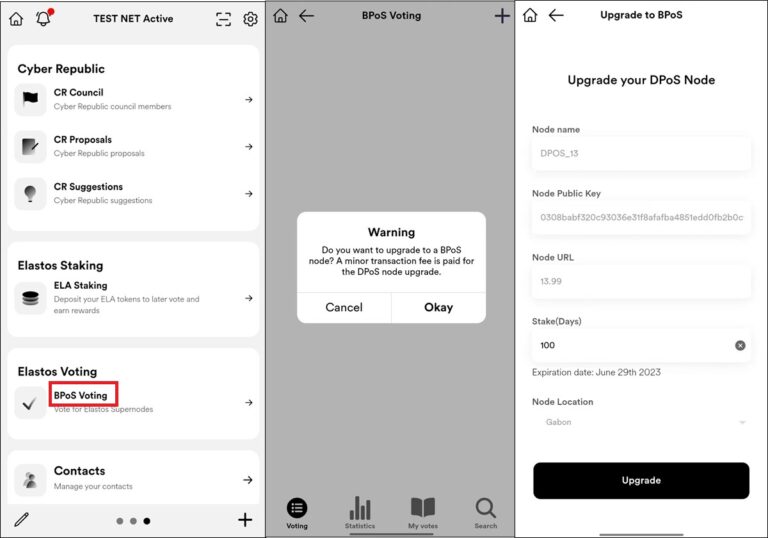 TEST NET Active
Cyber Republic
CR Council
Cyber Republic council members
CR Proposals
Cyber Republic proposals
CR Suggestions
Cyber Republic suggestions
Elastos Staking
ELA Staking
Deposit your ELA tokens to later vote and
earn rewards
Elastos Voting
BPoS Voting
Vote for Elastos Supernodes
Contacts
Manage your contacts
BPoS Voting
Warning
Do you want to upgrade to a BPoS
node? A minor transaction fee is paid for
the DPoS node upgrade.
Cancel
Okay
Voting
Statistics
My votes
Search
Upgrade to BPoS
Upgrade your DPoS Node
Node name
DPOS_13
Node Public Key
0308babf320c93036e31f8afafba4851edd0fb2b0c
Node URL
13.99
Stake(Days)
100
Expiration date: June 29th 2023
Node Location
Gabon
Upgrade